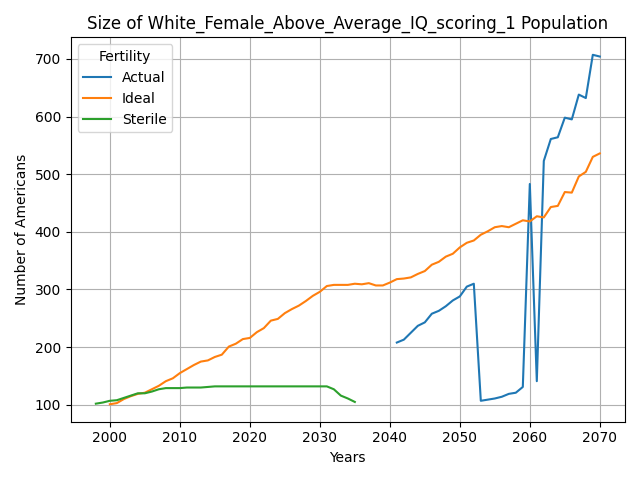 Size of White_Female_Above_Average_IQ_scoring_1 Population
Fertility
Actual
Ideal
Sterile
Number of Americans
700
600
500
400
300
200
100
2000 2010 2020 2030 2040 2050 2060 2070
Years